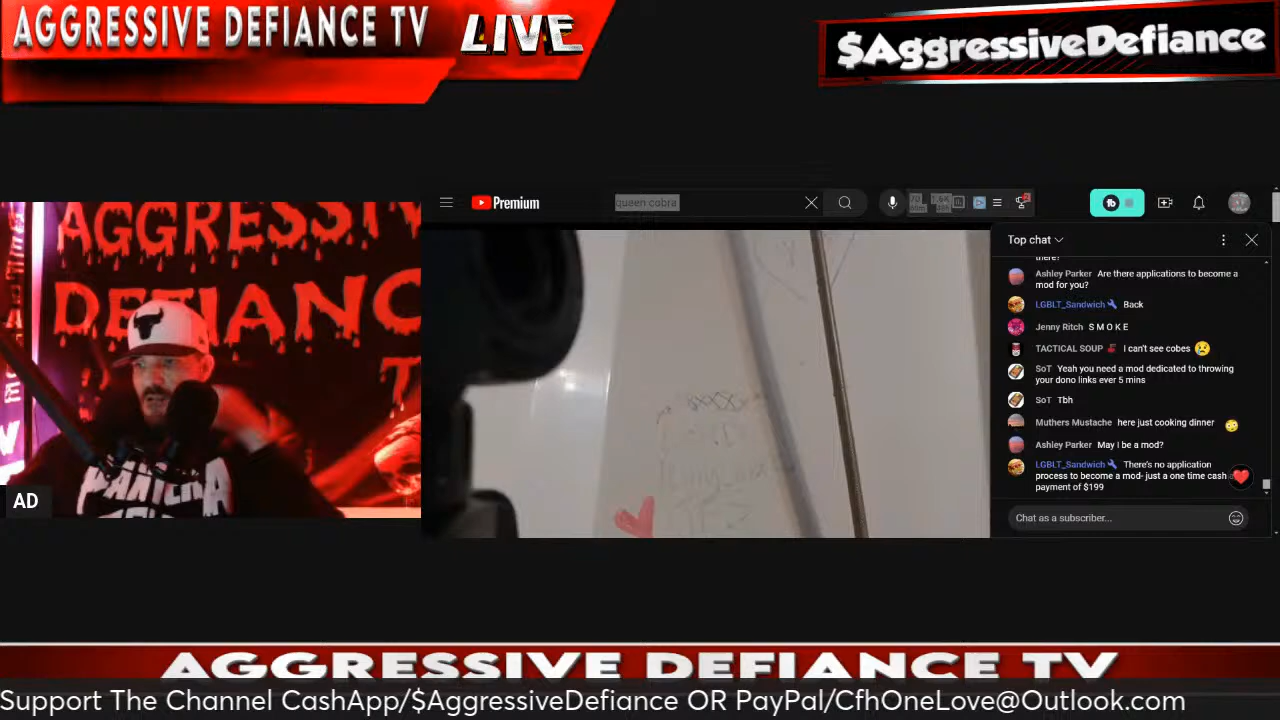 AGGRESSIVE DEFIANCE TV
LIVE
$AggressiveDefiance
Premium
queen cobra
AGGRESSIV
DEFIANC
T
AD
Top chat
there?
Ashley Parker Are there applications to become a
mod for you?
LGBLT_Sandwich Back
Jenny Ritch S M O K E
TACTICAL SOUP I can't see cobes 😢
SoT Yeah you need a mod dedicated to throwing
your dono links ever 5 mins
SoT Tbh
Muthers Mustache here just cooking dinner
Ashley Parker May I be a mod?
LGBLT_Sandwich There's no application
process to become a mod- just a one time cash
payment of $199
Chat as a subscriber...
AGGRESSIVE DEFIANCE TV
Support The Channel CashApp/$AggressiveDefiance OR PayPal/CfhOneLove@Outlook.com